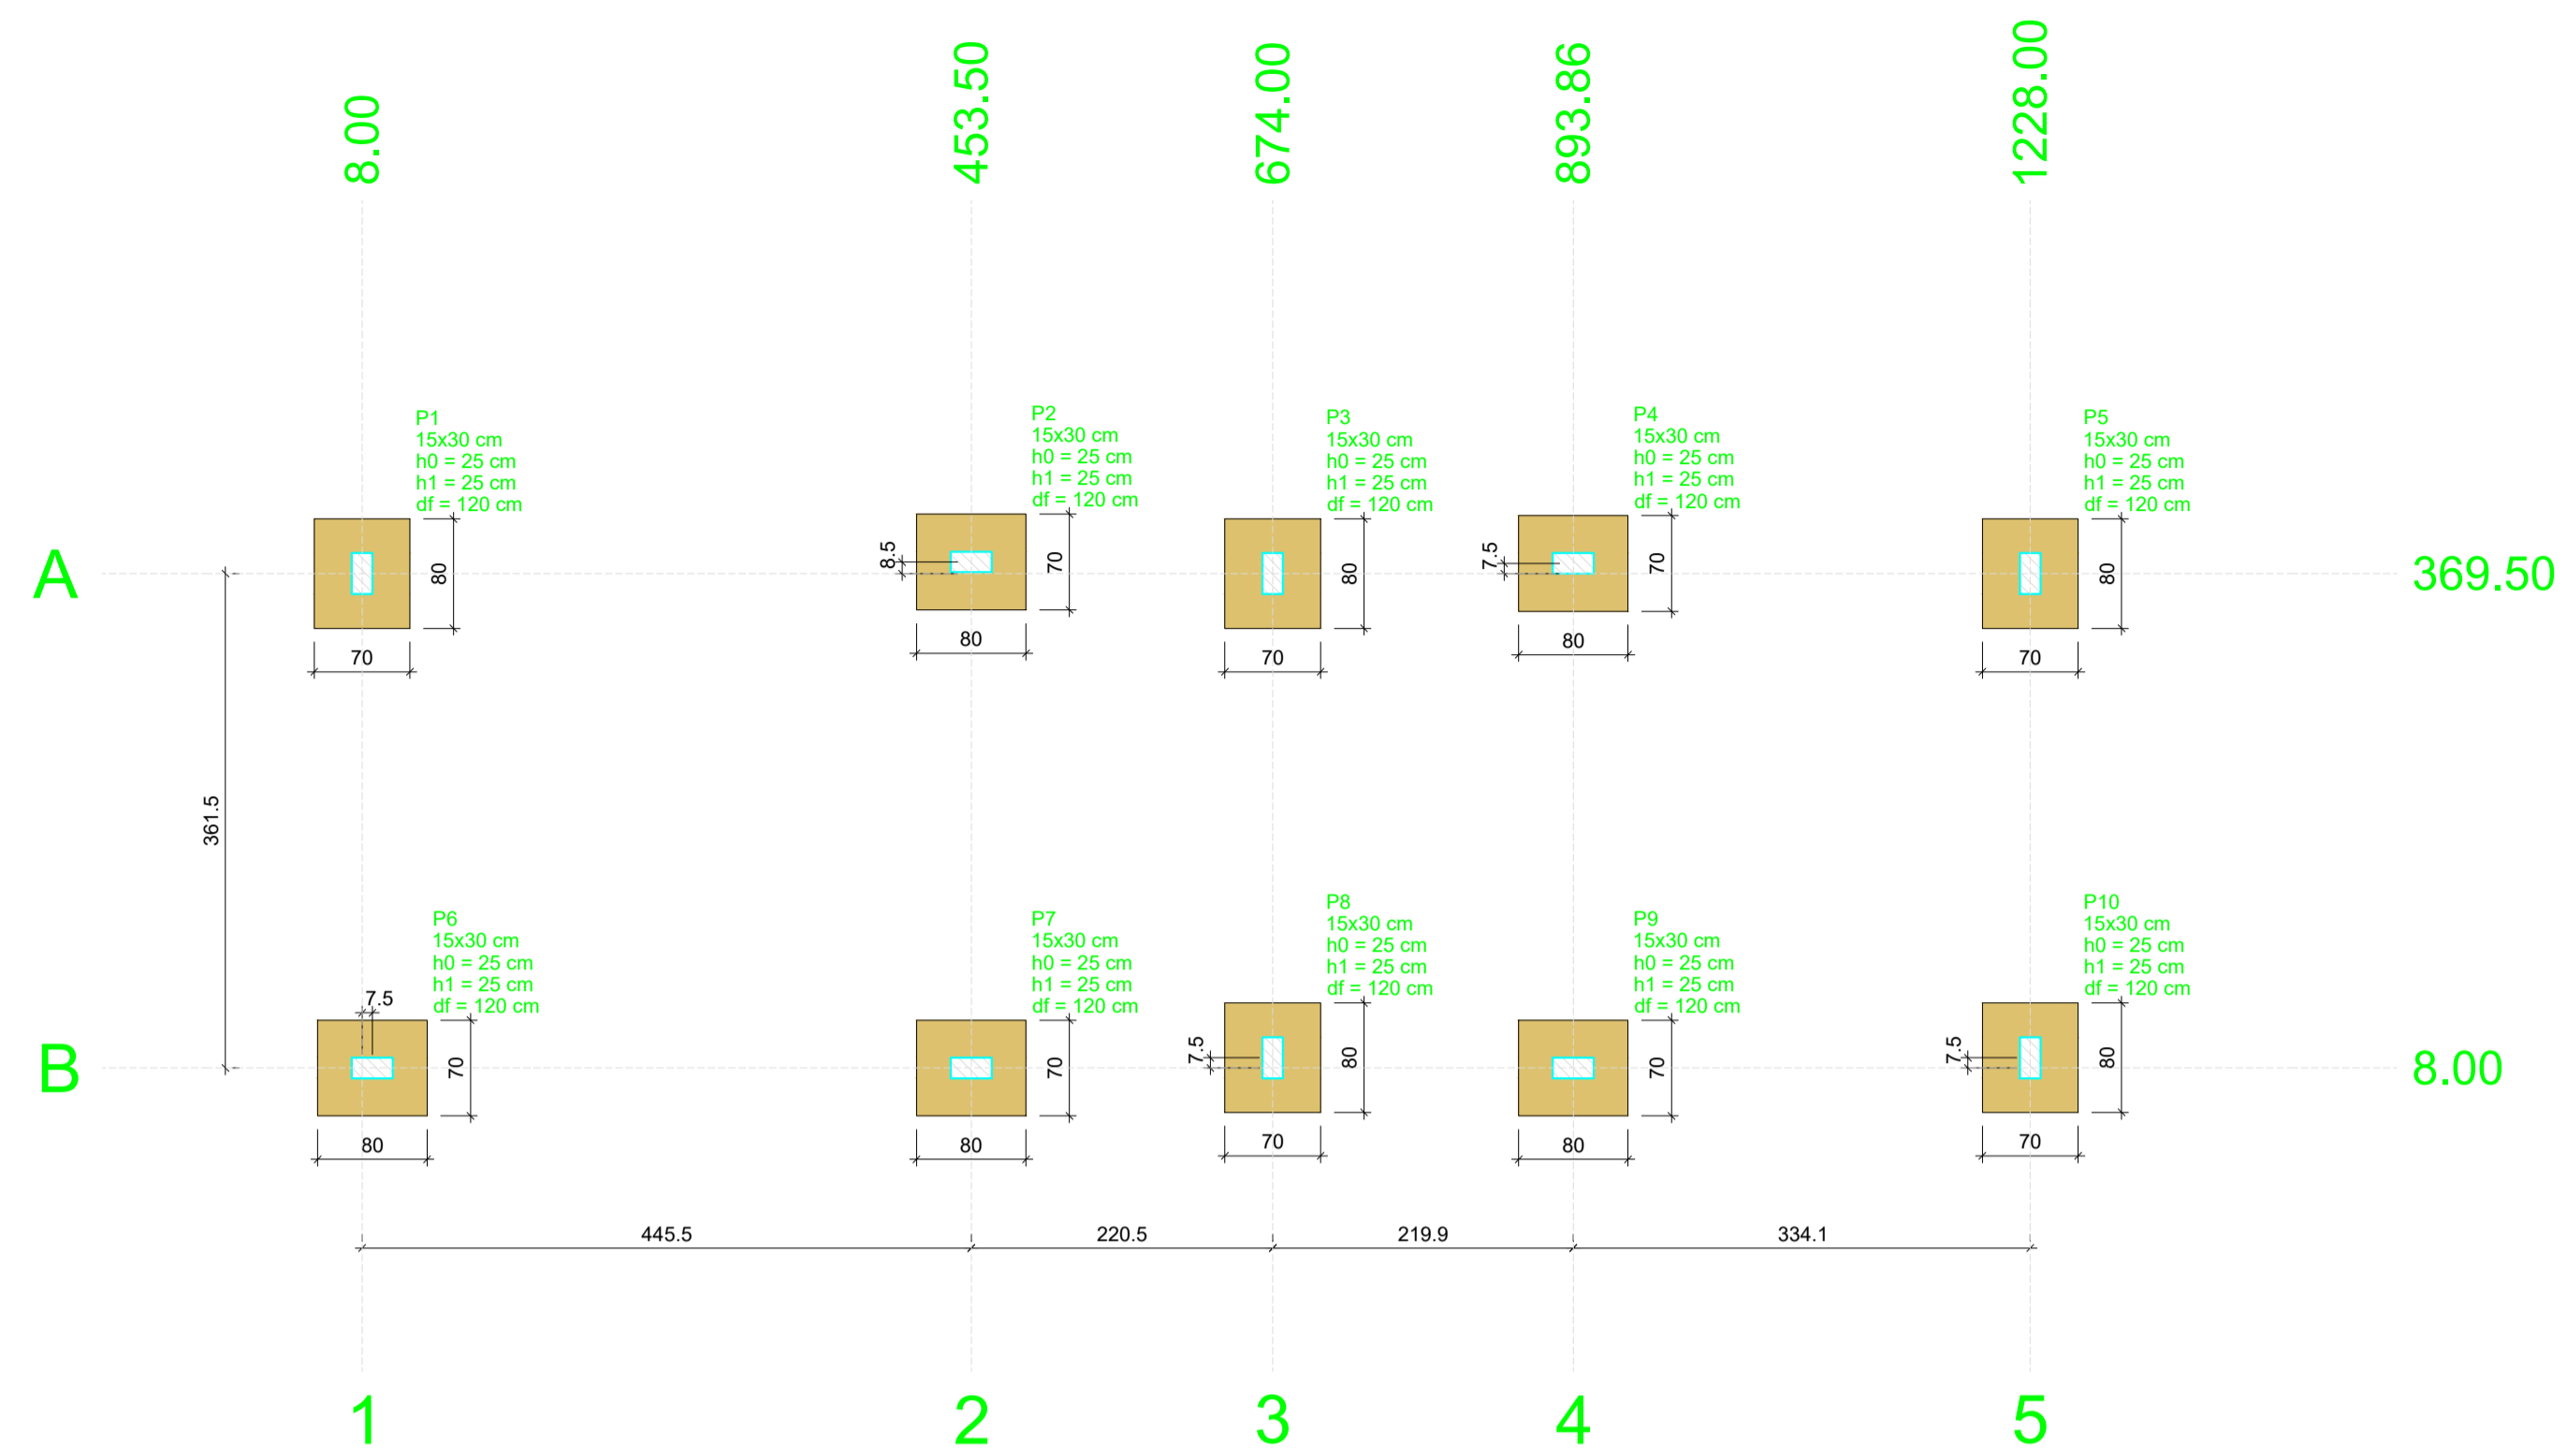 8.00
453.50
674.00
893.86
1228.00
P1
15x30 cm
h0 = 25 cm
h1 = 25 cm
df = 120 cm
P2
15x30 cm
h0 = 25 cm
h1 = 25 cm
df = 120 cm
P3
15x30 cm
h0 = 25 cm
h1 = 25 cm
df = 120 cm
P4
15x30 cm
h0 = 25 cm
h1 = 25 cm
df = 120 cm
P5
15x30 cm
h0 = 25 cm
h1 = 25 cm
df = 120 cm
A
80
70
8.5
70
80
80
70
7.5
70
80
80
70
369.50
361.5
P6
15x30 cm
h0 = 25 cm
h1 = 25 cm
df = 120 cm
P7
15x30 cm
h0 = 25 cm
h1 = 25 cm
df = 120 cm
P8
15x30 cm
h0 = 25 cm
h1 = 25 cm
df = 120 cm
P9
15x30 cm
h0 = 25 cm
h1 = 25 cm
df = 120 cm
P10
15x30 cm
h0 = 25 cm
h1 = 25 cm
df = 120 cm
B
7.5
70
80
70
80
7.5
80
70
70
80
7.5
80
70
8.00
445.5
220.5
219.9
334.1
1
2
3
4
5